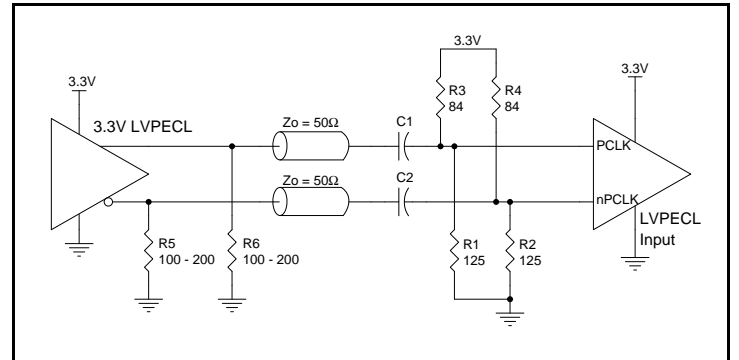 3.3V
3.3V LVPECL
R5
100 - 200
R6
100 - 200
Zo = 50Ω
Zo = 50Ω
C1
C2
3.3V
R3
84
R4
84
R1
125
R2
125
3.3V
PCLK
nPCLK
LVPECL
Input